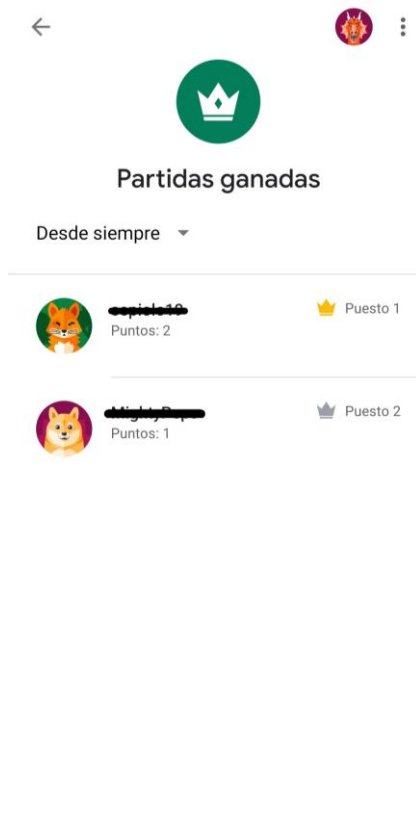 Partidas ganadas
Desde siempre
Puesto 1
Puntos: 2
Puesto 2
Puntos: 1